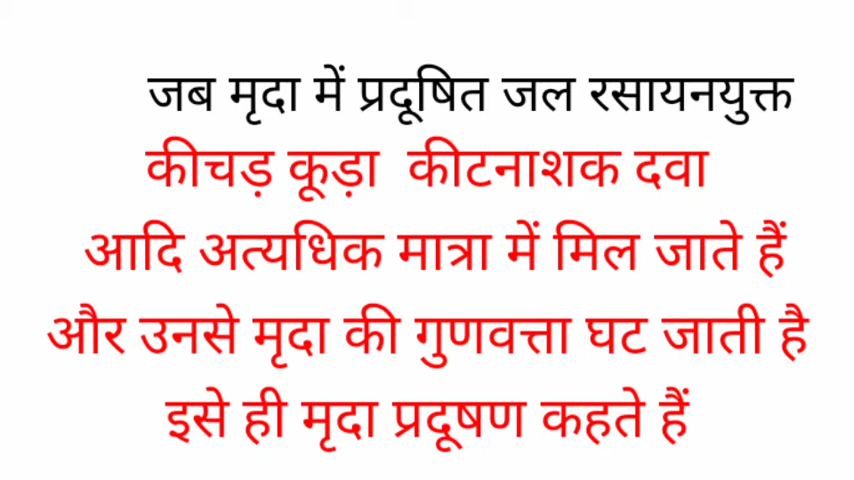 जब मृदा में प्रदूषित जल रसायनयुक्त
कीचड़ कूड़ा कीटनाशक दवा
आदि अत्यधिक मात्रा में मिल जाते हैं
और उनसे मृदा की गुणवत्ता घट जाती है
इसे ही मृदा प्रदूषण कहते हैं